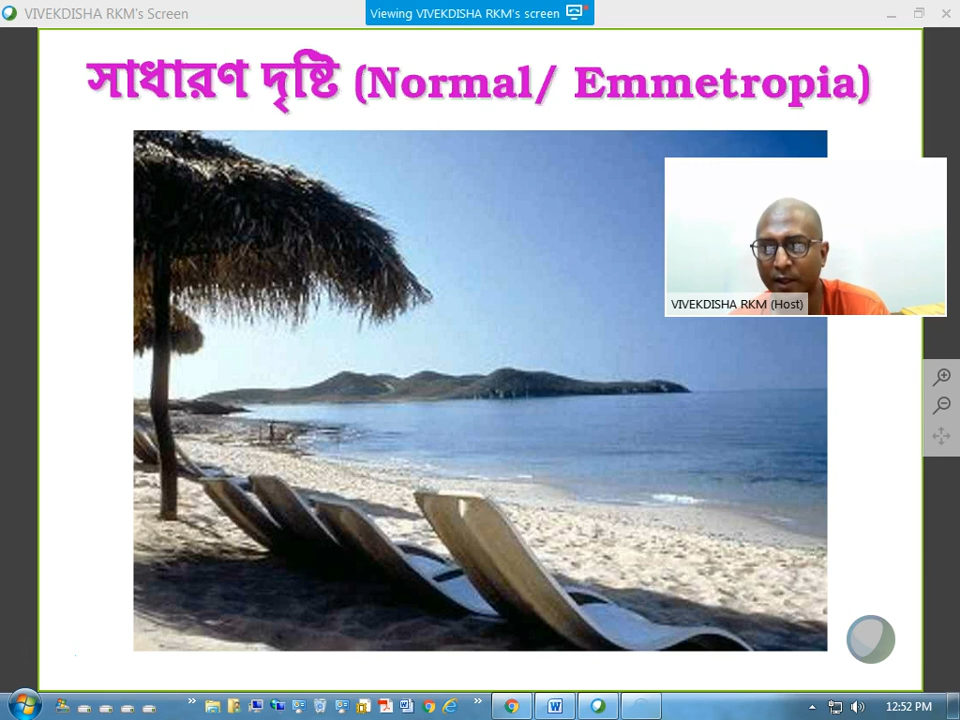 VIVEKDISHA RKM's Screen
Viewing VIVEKDISHA RKM's screen
সাধারণ দৃষ্টি (Normal/ Emmetropia)
VIVEKDISHA RKM (Host)
12:52 PM